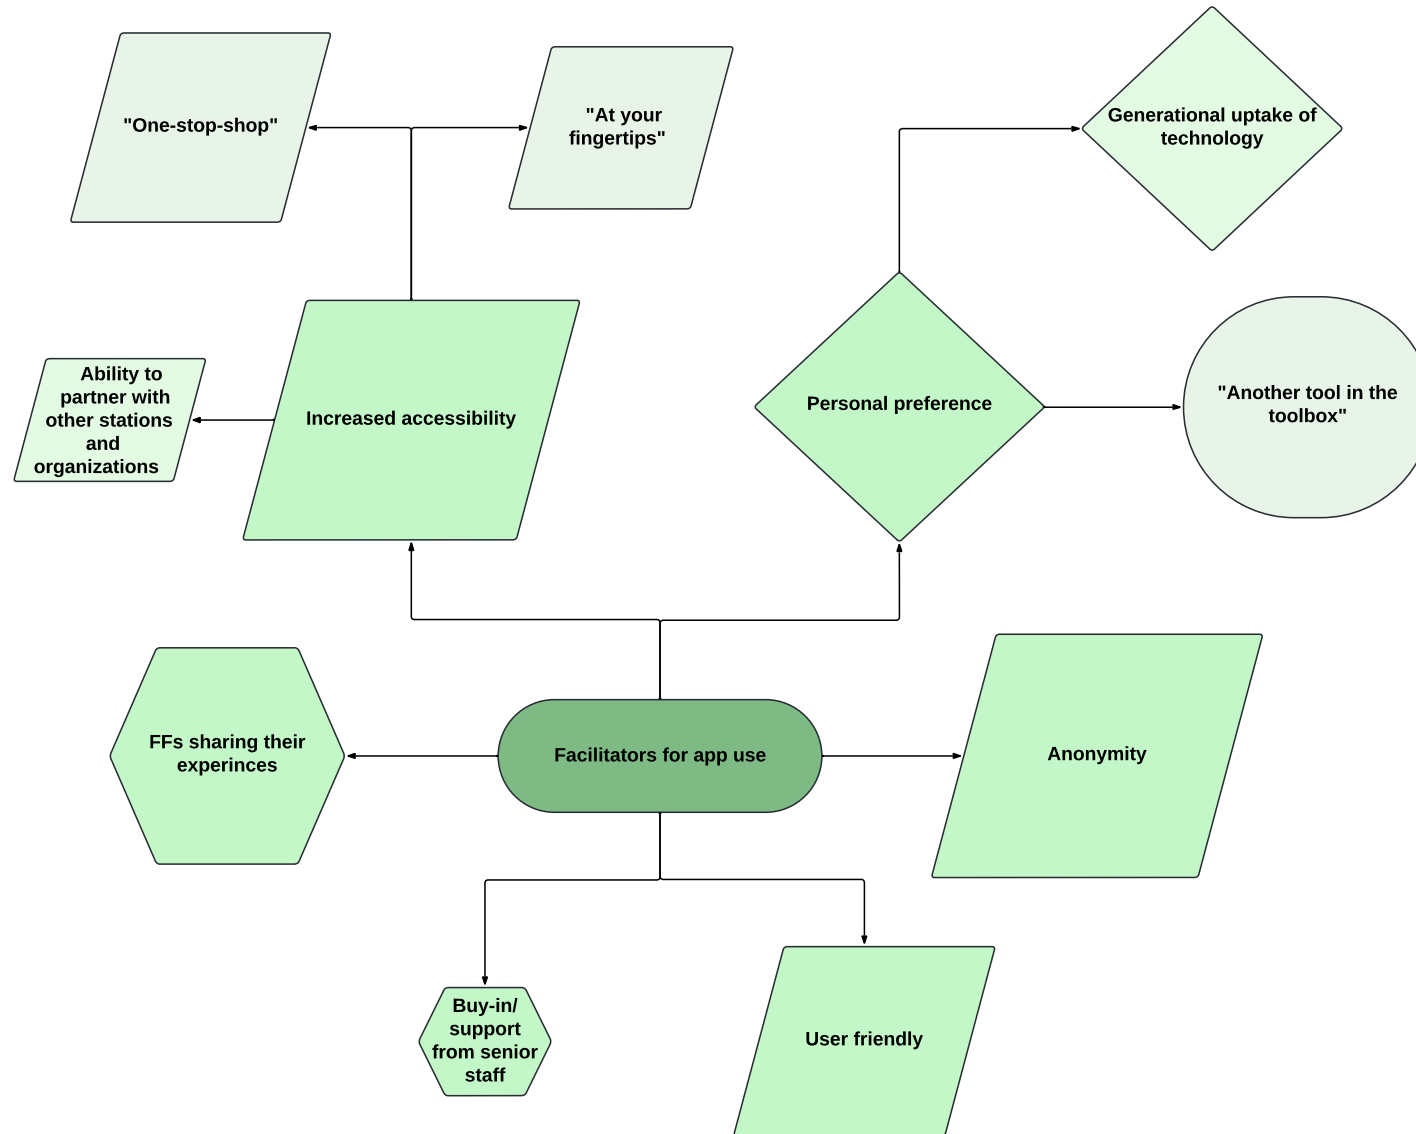 "One-stop-shop"
"At your
fingertips"
Generational uptake of
technology
Ability to
partner with
other stations
and
organizations
Increased accessibility
Personal preference
"Another tool in the
toolbox"
FFs sharing their
experinces
Facilitators for app use
Anonymity
Buy-in/
support
from senior
staff
User friendly